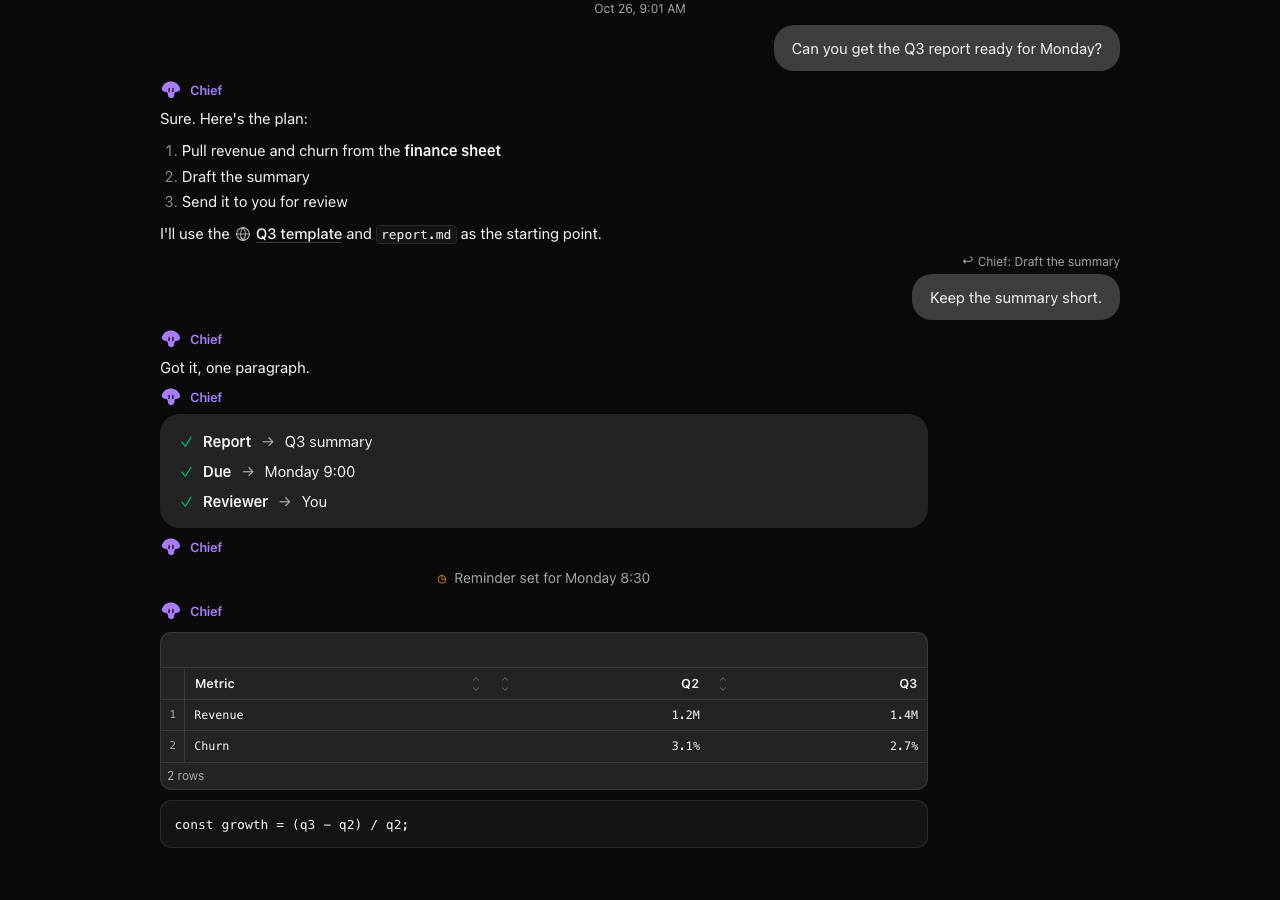 Oct 26, 9:01 AM
Can you get the Q3 report ready for Monday?
Chief
Sure. Here's the plan:
1. Pull revenue and churn from the finance sheet
2. Draft the summary
3. Send it to you for review
I'll use the Q3 template and report.md as the starting point.
↩ Chief: Draft the summary
Keep the summary short.
Chief
Got it, one paragraph.
Chief
✓ Report → Q3 summary
✓ Due → Monday 9:00
✓ Reviewer → You
Chief
Reminder set for Monday 8:30
Chief
Metric Q2 Q3
1 Revenue 1.2M 1.4M
2 Churn 3.1% 2.7%
2 rows
const growth = (q3 − q2) / q2;